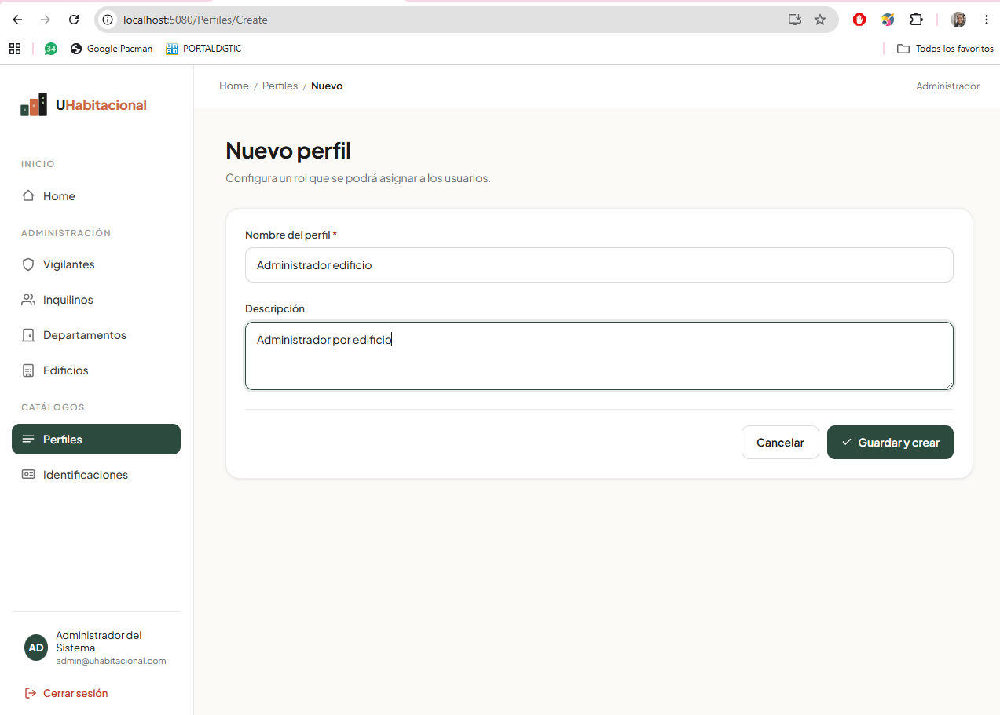 localhost:5080/Perfiles/Create
34
Google Pacman
PORTALDGTIC
Todos los favoritos
UHabitacional
Home / Perfiles / Nuevo
Administrador
INICIO
Home
ADMINISTRACIÓN
Vigilantes
Inquilinos
Departamentos
Edificios
CATÁLOGOS
Perfiles
Identificaciones
AD
Administrador del
Sistema
admin@uhabitacional.com
Cerrar sesión
Nuevo perfil
Configura un rol que se podrá asignar a los usuarios.
Nombre del perfil *
Administrador edificio
Descripción
Administrador por edificio
Cancelar
Guardar y crear